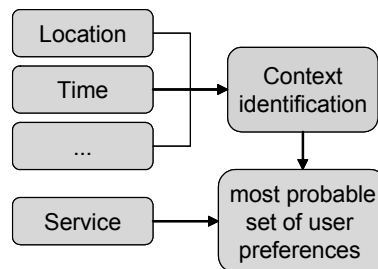 Location
Time
...
Service
Context
identification
most probable
set of user
preferences